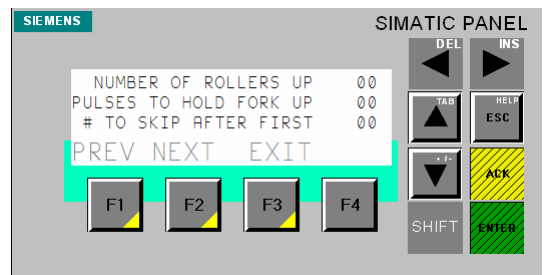 SIEMENS
SIMATIC PANEL
DEL
INS
NUMBER OF ROLLERS UP 00
PULSES TO HOLD FORK UP 00
# TO SKIP AFTER FIRST 00
PREV NEXT EXIT
TAB
HELP
ESC
+ /-
ACK
F1 F2 F3 F4
SHIFT
ENTER